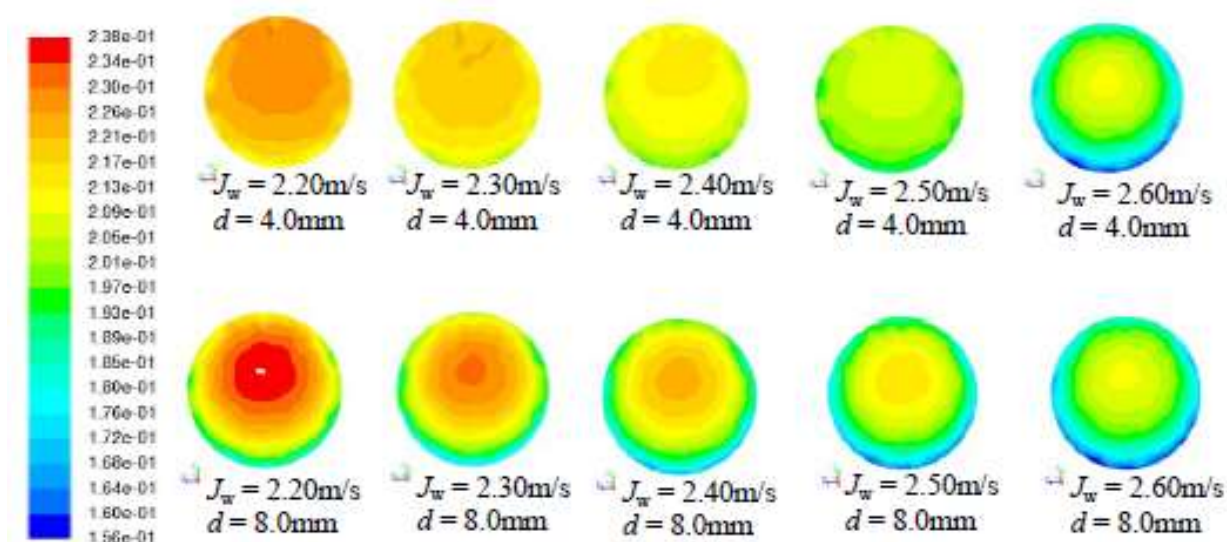 2.38e-01
2.34e-01
2.30e-01
2.26e-01
2.21e-01
2.17e-01
2.13e-01
2.09e-01
2.05e-01
2.01e-01
1.97e-01
1.93e-01
1.89e-01
1.85e-01
1.80e-01
1.76e-01
1.72e-01
1.68e-01
1.64e-01
1.60e-01
1.56e-01
Jw = 2.20m/s
d = 4.0mm
Jw = 2.30m/s
d = 4.0mm
Jw = 2.40m/s
d = 4.0mm
Jw = 2.50m/s
d = 4.0mm
Jw = 2.60m/s
d = 4.0mm
Jw = 2.20m/s
d = 8.0mm
Jw = 2.30m/s
d = 8.0mm
Jw = 2.40m/s
d = 8.0mm
Jw = 2.50m/s
d = 8.0mm
Jw = 2.60m/s
d = 8.0mm